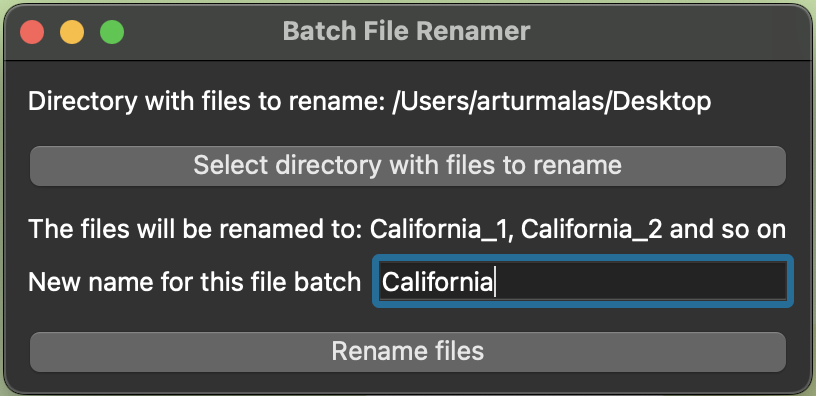 Batch File Renamer
Directory with files to rename: /Users/arturmalas/Desktop
Select directory with files to rename
The files will be renamed to: California_1, California_2 and so on
New name for this file batch California
Rename files